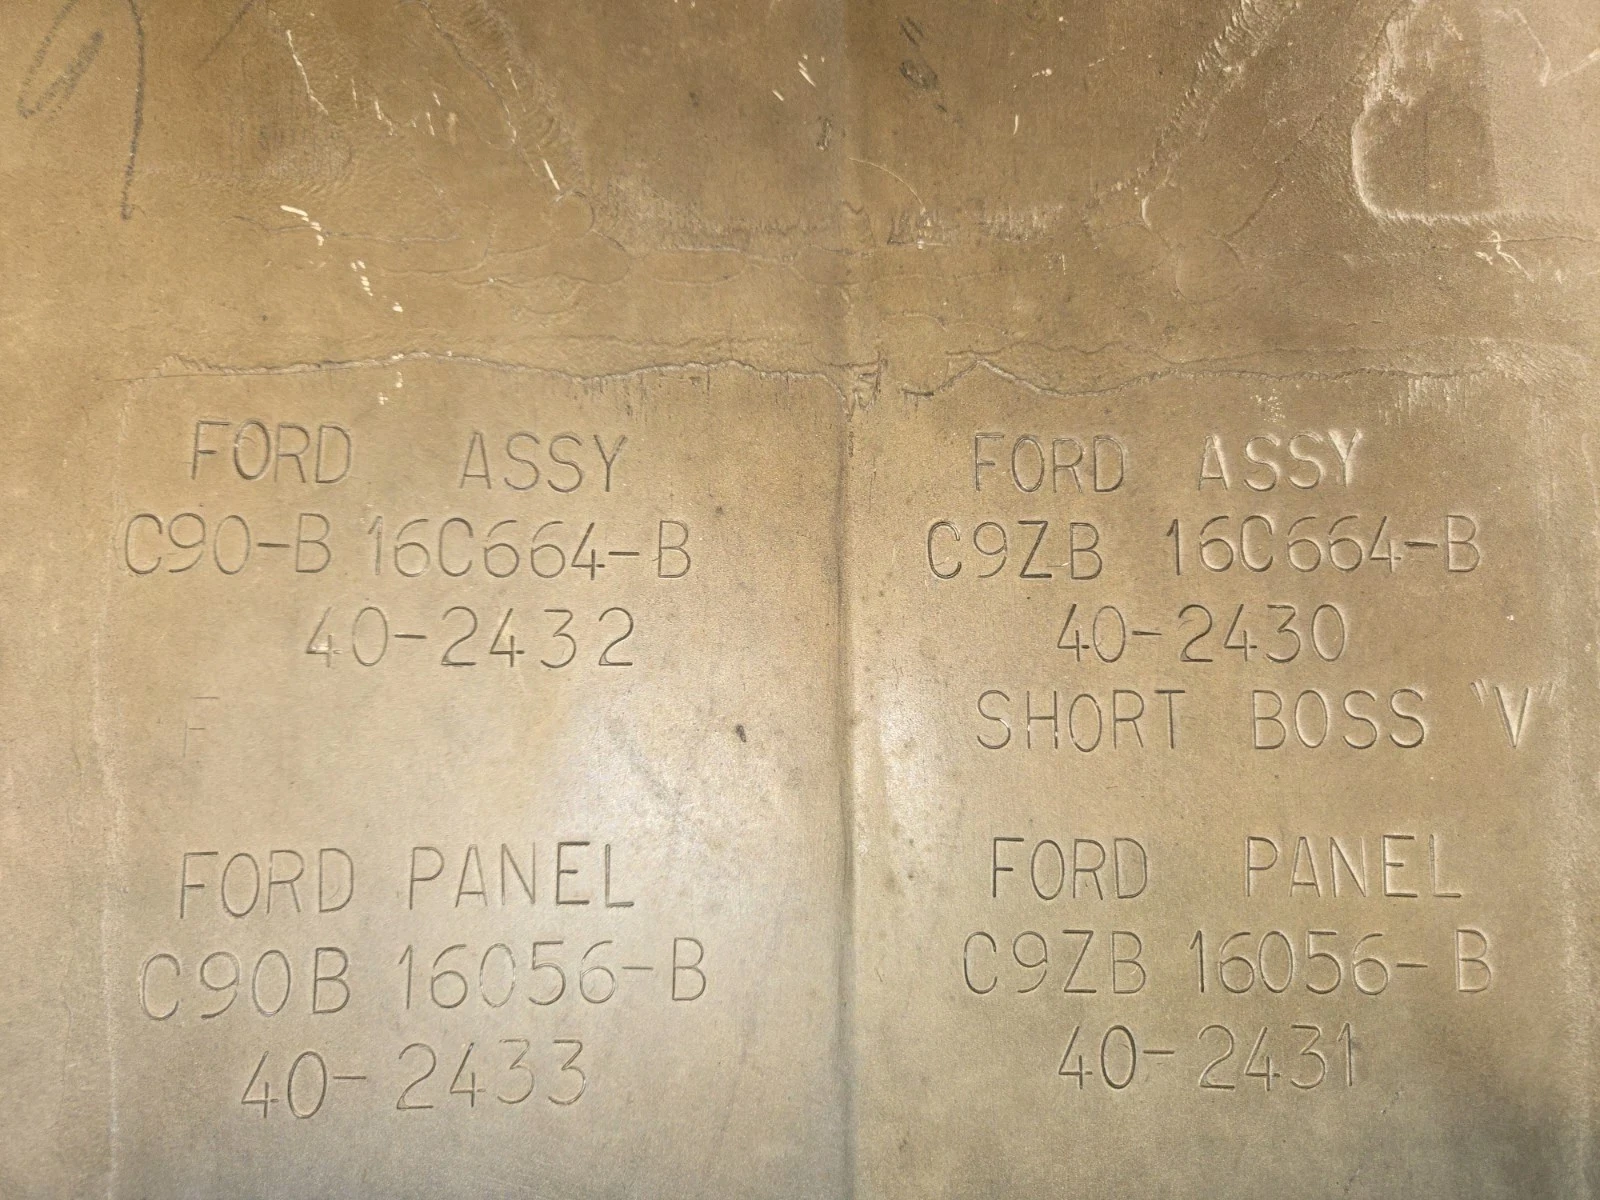 FORD ASSY
C90-B 16C664-B
40-2432
F
FORD PANEL
C90B 16056-B
40-2433
FORD ASSY
C9ZB 16C664-B
40-2430
SHORT BOSS "V"
FORD PANEL
C9ZB 16056-B
40-2431